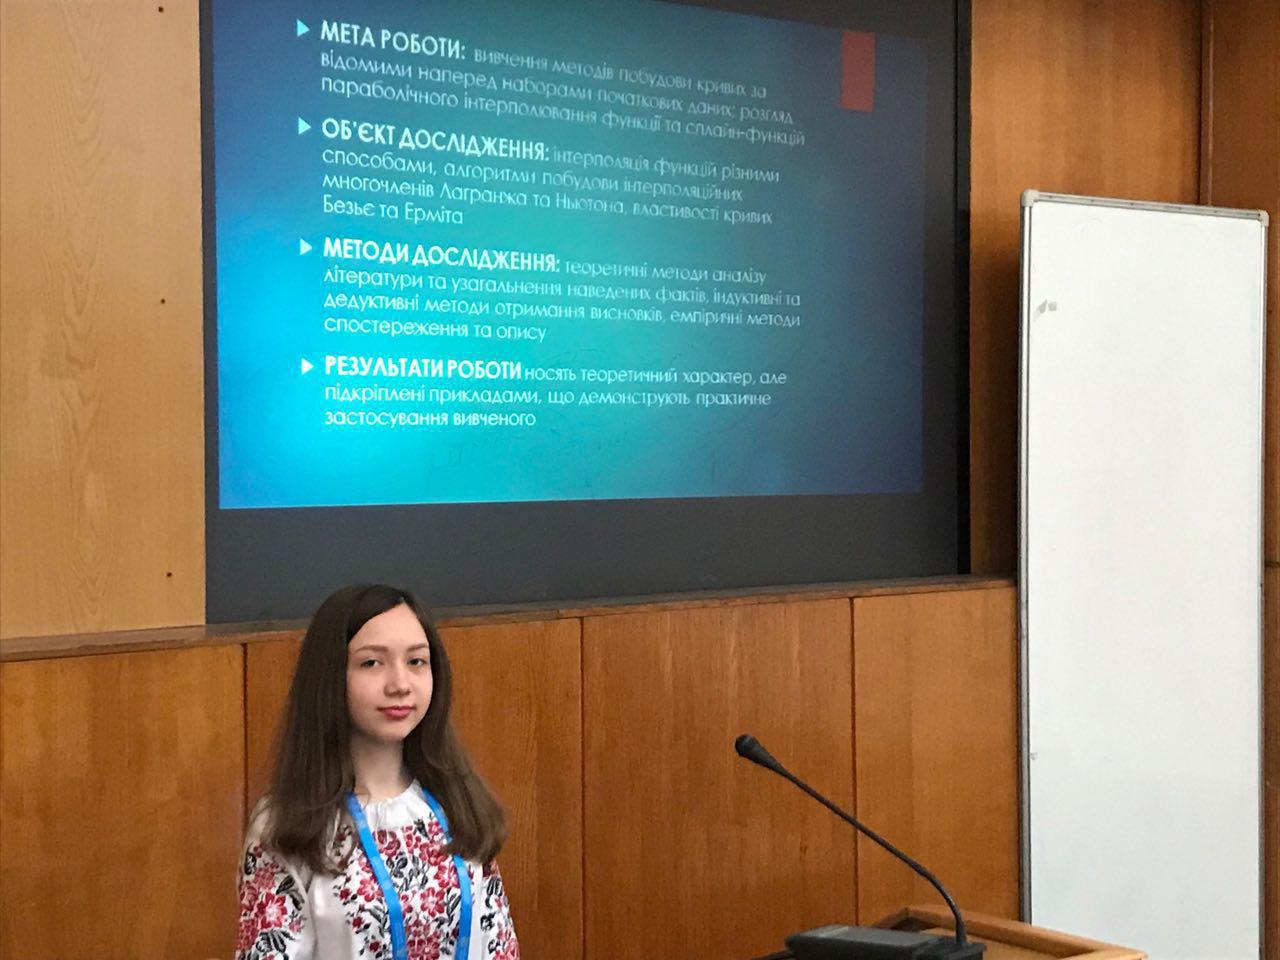 МЕТА РОБОТИ: вивчення методів побудови кривих за
відомими наперед наборами початкових даних; розгляд
параболічного інтерполювання функції та сплайн-функцій
ОБ'ЄКТ ДОСЛІДЖЕННЯ: інтерполяція функцій різними
способами, алгоритми побудови інтерполяційних
многочленів Лагранжа та Ньютона, властивості кривих
Безьє та Ерміта
МЕТОДИ ДОСЛІДЖЕННЯ: теоретичні методи аналізу
літератури та узагальнення наведених фактів, індуктивні та
дедуктивні методи отримання висновків, емпіричні методи
спостереження та опису
РЕЗУЛЬТАТИ РОБОТИ носять теоретичний характер, але
підкріплені прикладами, що демонструють практичне
застосування вивченого